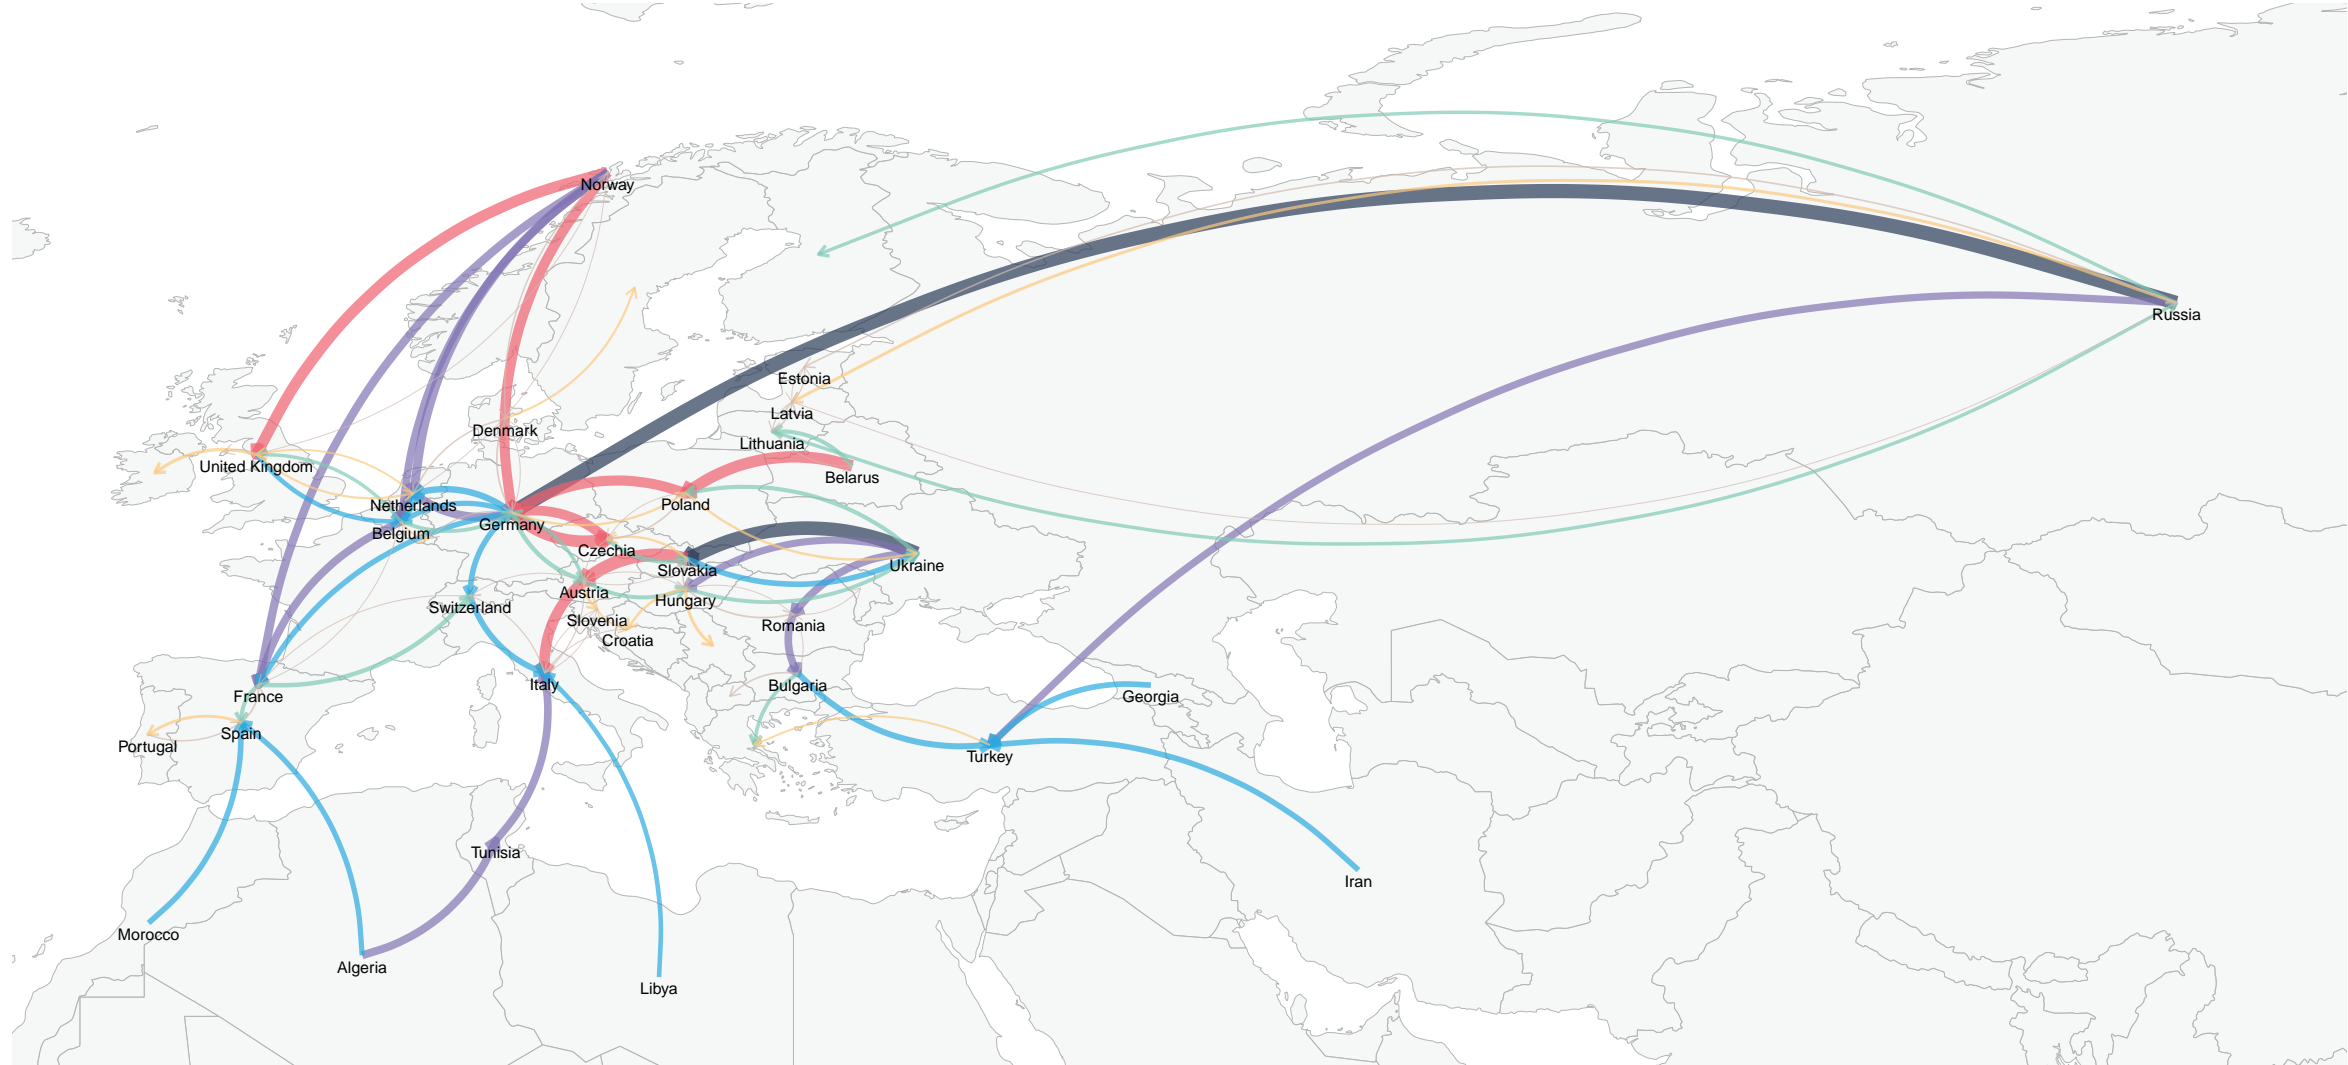 Norway
Russia
Estonia
Latvia
Denmark
Lithuania
United Kingdom
Belarus
Netherlands
Poland
Germany
Belgium
Czechia
Ukraine
Slovakia
Austria
Hungary
Switzerland
Slovenia
Romania
Croatia
Italy
Bulgaria
France
Georgia
Spain
Portugal
Turkey
Tunisia
Iran
Morocco
Algeria
Libya